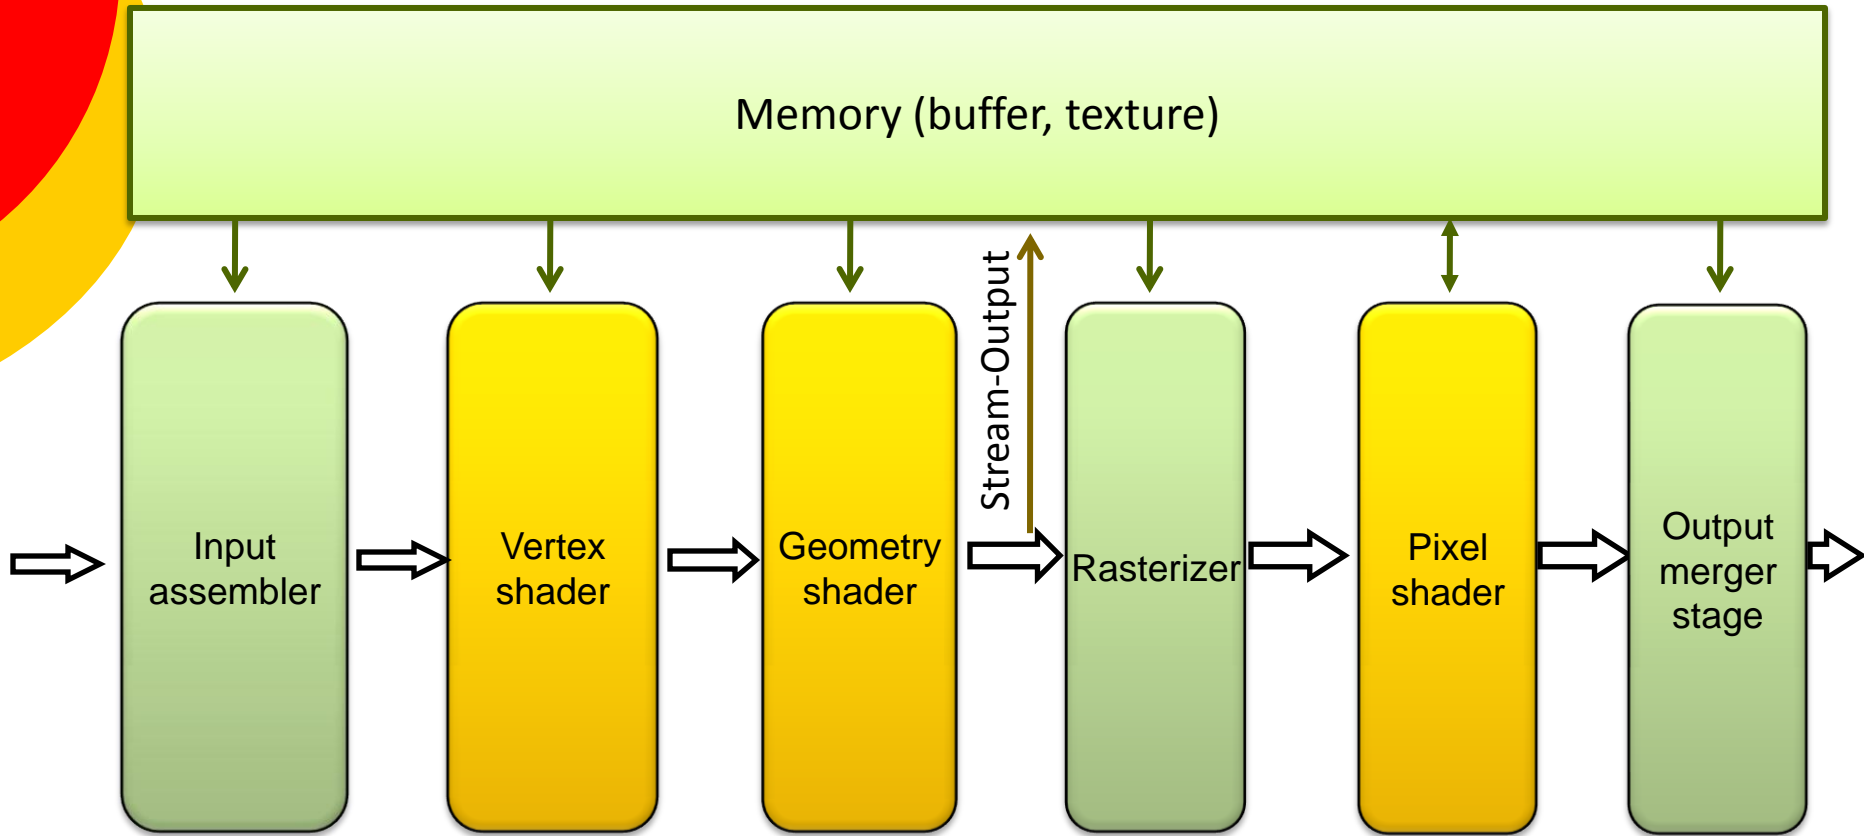 Memory (buffer, texture)
Stream-Output
Input
assembler
Vertex
shader
Geometry
shader
Rasterizer
Pixel
shader
Output
merger
stage